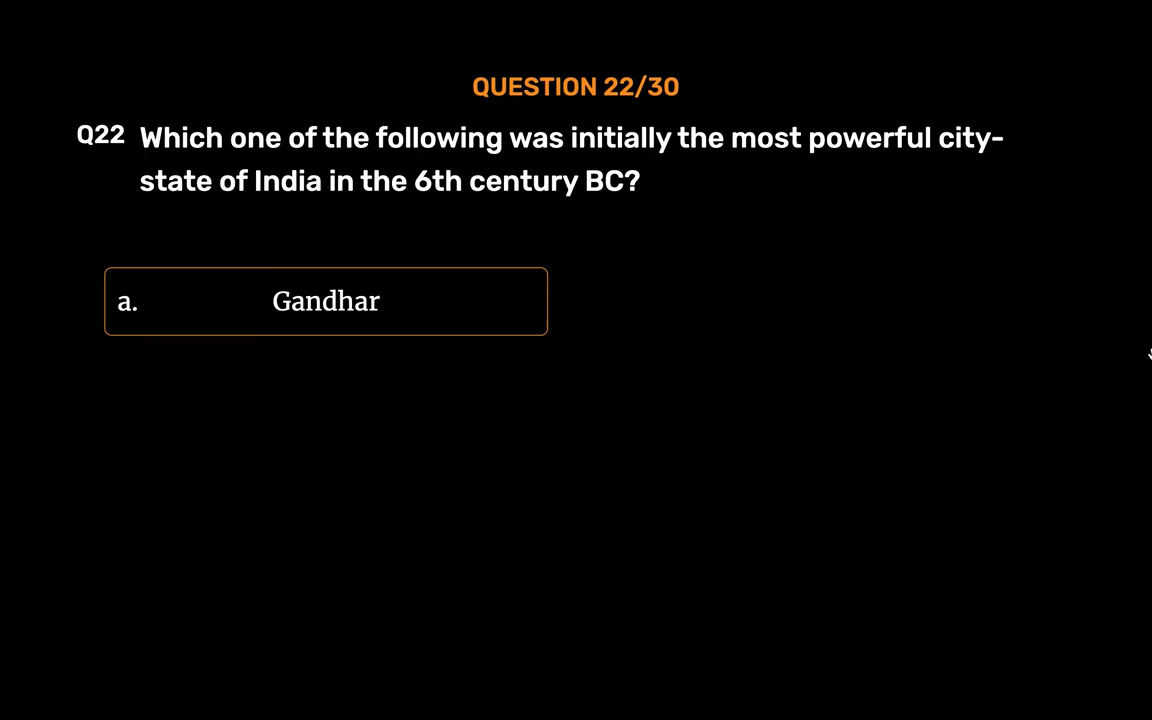 QUESTION 22/30
Q22 Which one of the following was initially the most powerful city-
state of India in the 6th century BC?
a. Gandhar